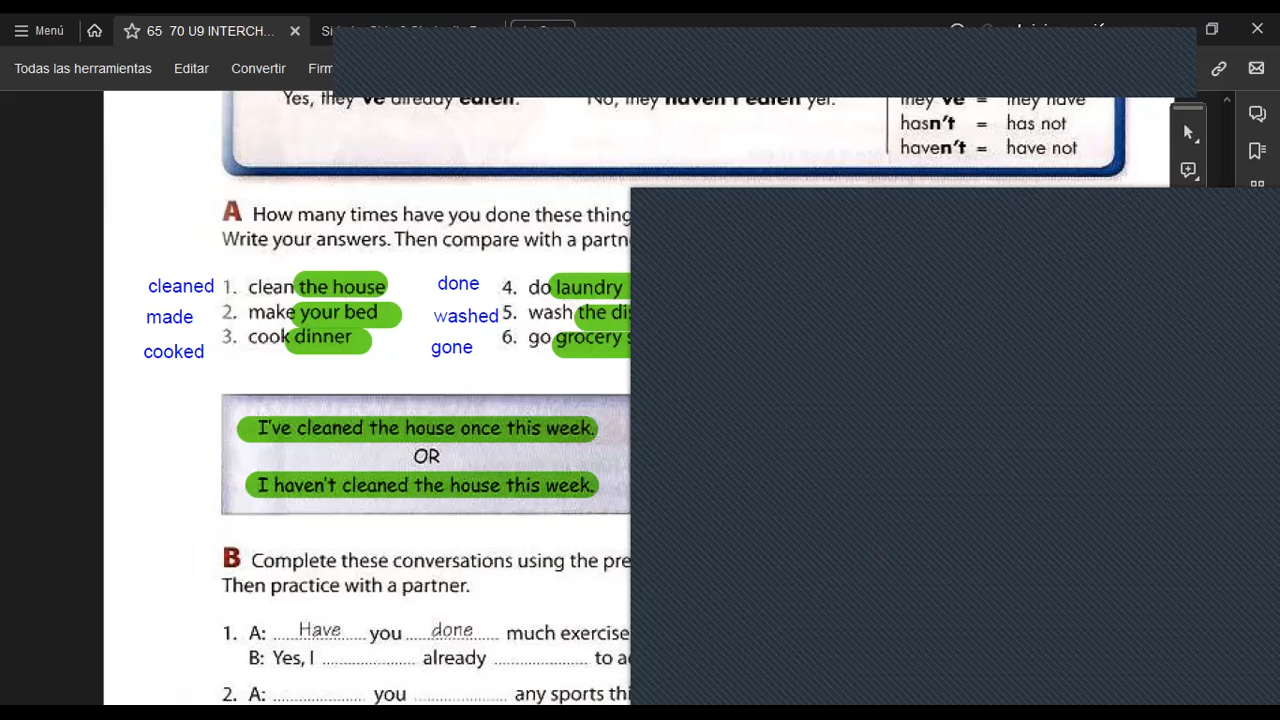 Menú
65 70 U9 INTERCH...
Todas las herramientas Editar Convertir Firm
Yes, they 've already eaten. No, they haven't eaten yet. they 've = they have
hasn't = has not
haven't = have not
A How many times have you done these thing
Write your answers. Then compare with a partn
cleaned 1. clean the house done 4. do laundry
made 2. make your bed washed 5. wash the dis
cooked 3. cook dinner gone 6. go grocery s
I've cleaned the house once this week.
OR
I haven't cleaned the house this week.
B Complete these conversations using the pre
Then practice with a partner.
1. A: Have you done much exercise
B: Yes, I ............ already ............ to a
2. A: ............ you ............ any sports thi